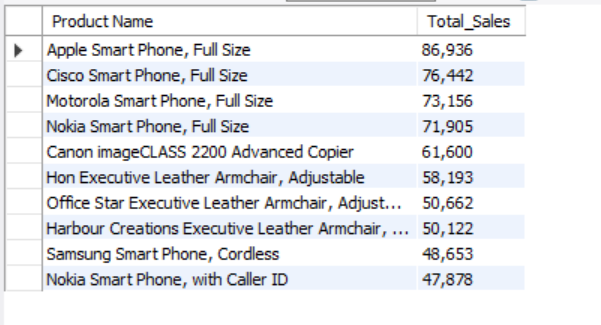 Product Name Total_Sales
Apple Smart Phone, Full Size 86,936
Cisco Smart Phone, Full Size 76,442
Motorola Smart Phone, Full Size 73,156
Nokia Smart Phone, Full Size 71,905
Canon imageCLASS 2200 Advanced Copier 61,600
Hon Executive Leather Armchair, Adjustable 58,193
Office Star Executive Leather Armchair, Adjust... 50,662
Harbour Creations Executive Leather Armchair, ... 50,122
Samsung Smart Phone, Cordless 48,653
Nokia Smart Phone, with Caller ID 47,878